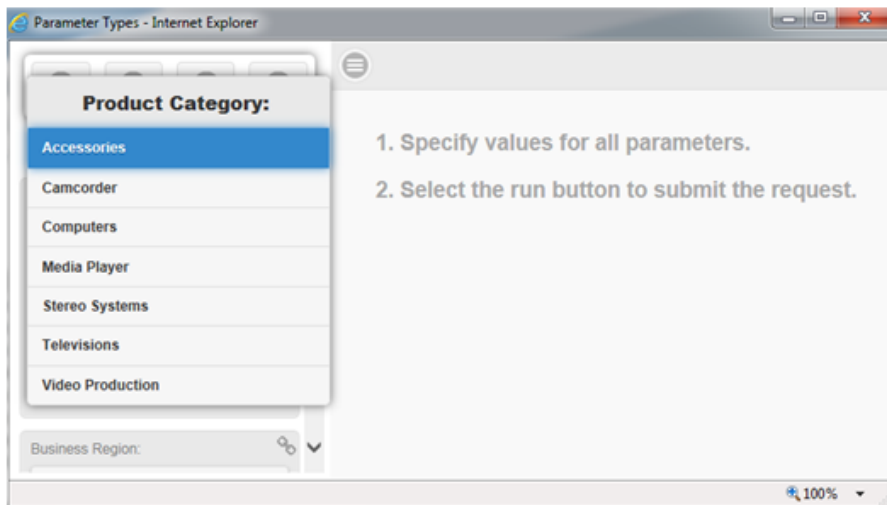 Parameter Types - Internet Explorer
Product Category:
Accessories
Camcorder
Computers
Media Player
Stereo Systems
Televisions
Video Production
Business Region:
1. Specify values for all parameters.
2. Select the run button to submit the request.
100%